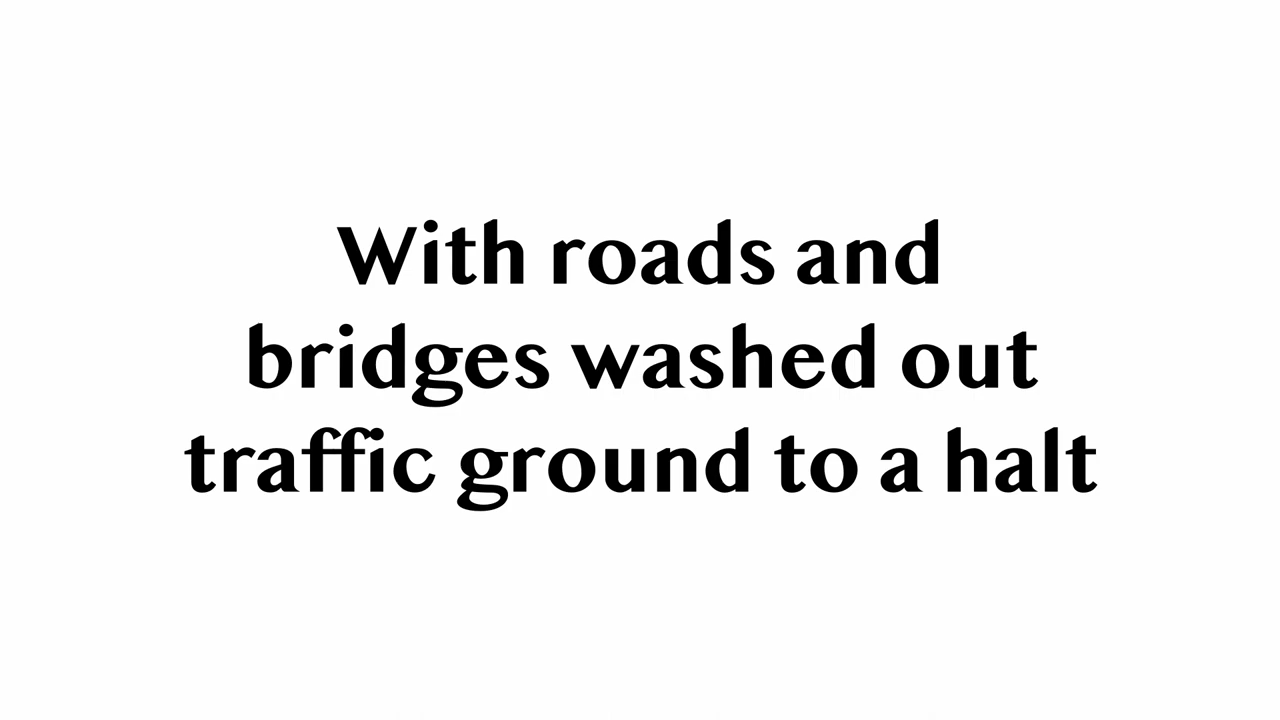 With roads and
bridges washed out
traffic ground to a halt